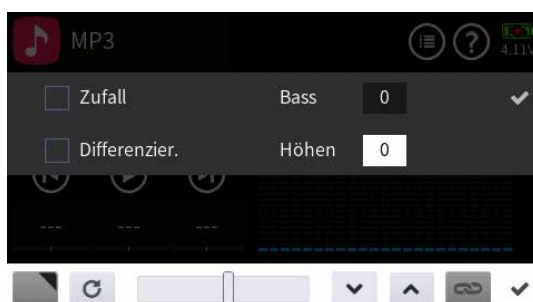 MP3
?
4.11V
Zufall Bass 0
Differenzier. Höhen 0
--- --- ---